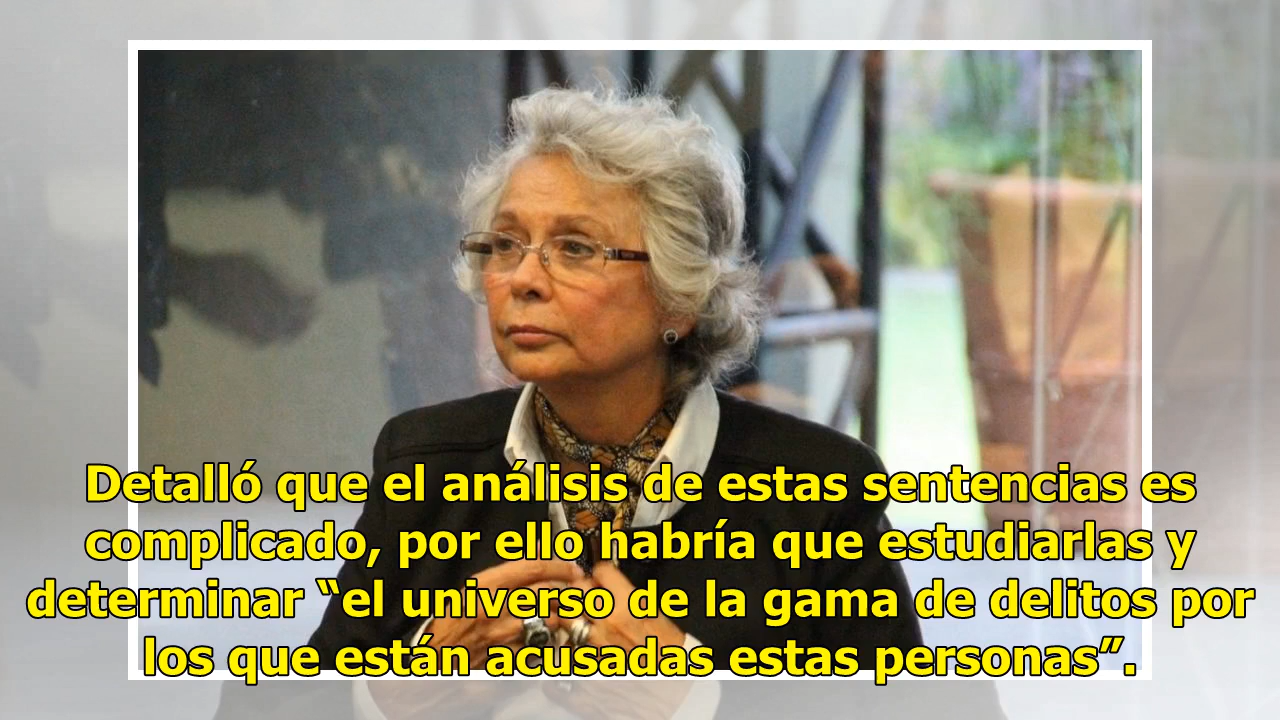 Detalló que el análisis de estas sentencias es
complicado, por ello habría que estudiarlas y
determinar “el universo de la gama de delitos por
los que están acusadas estas personas”.